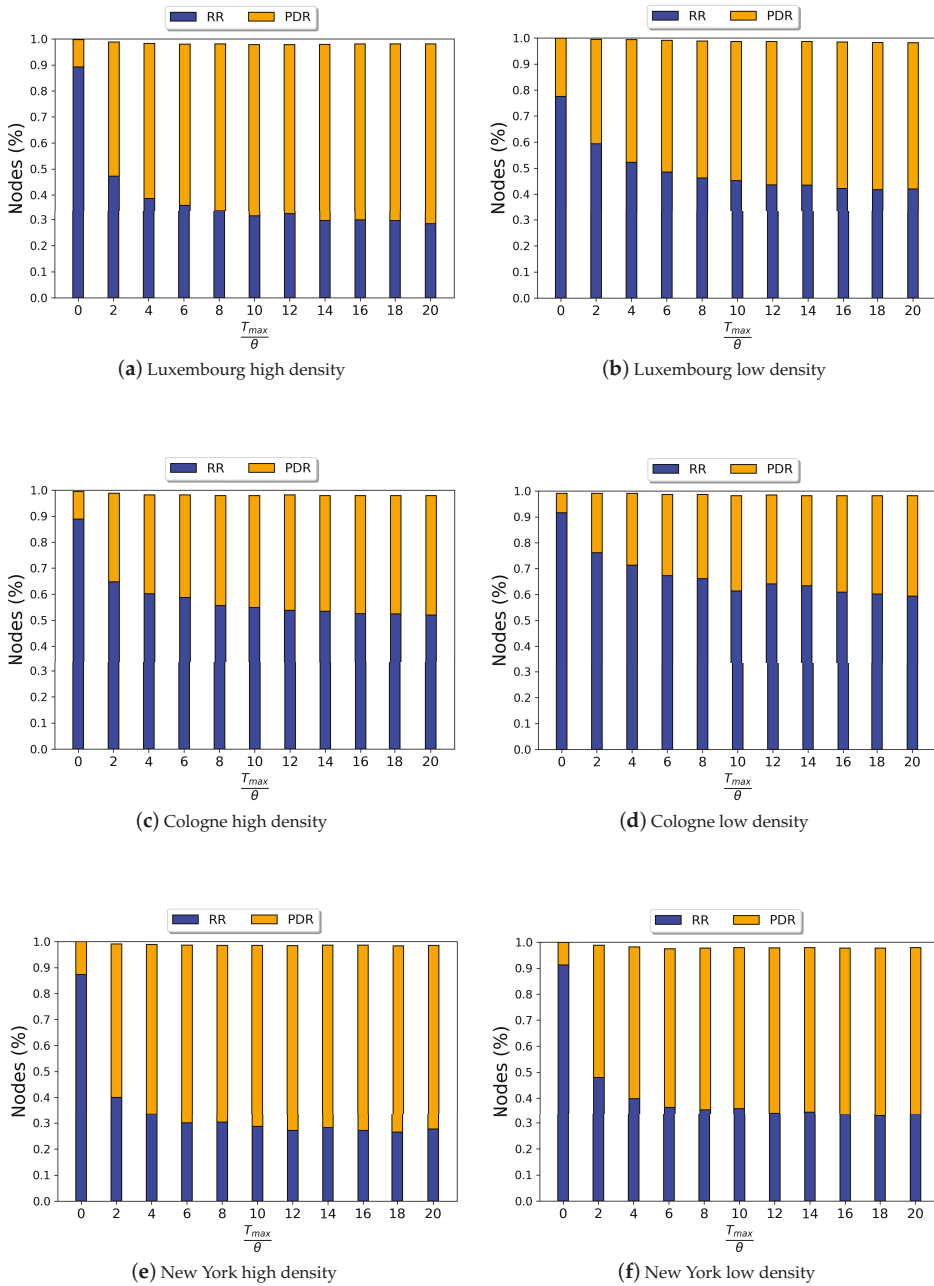 RR PDR
1.0
0.9
0.8
0.7
0.6
0.5
0.4
0.3
0.2
0.1
0.0
Nodes (%)
0 2 4 6 8 10 12 14 16 18 20
T_max
θ
(a) Luxembourg high density
RR PDR
1.0
0.9
0.8
0.7
0.6
0.5
0.4
0.3
0.2
0.1
0.0
Nodes (%)
0 2 4 6 8 10 12 14 16 18 20
T_max
θ
(b) Luxembourg low density
RR PDR
1.0
0.9
0.8
0.7
0.6
0.5
0.4
0.3
0.2
0.1
0.0
Nodes (%)
0 2 4 6 8 10 12 14 16 18 20
T_max
θ
(c) Cologne high density
RR PDR
1.0
0.9
0.8
0.7
0.6
0.5
0.4
0.3
0.2
0.1
0.0
Nodes (%)
0 2 4 6 8 10 12 14 16 18 20
T_max
θ
(d) Cologne low density
RR PDR
1.0
0.9
0.8
0.7
0.6
0.5
0.4
0.3
0.2
0.1
0.0
Nodes (%)
0 2 4 6 8 10 12 14 16 18 20
T_max
θ
(e) New York high density
RR PDR
1.0
0.9
0.8
0.7
0.6
0.5
0.4
0.3
0.2
0.1
0.0
Nodes (%)
0 2 4 6 8 10 12 14 16 18 20
T_max
θ
(f) New York low density